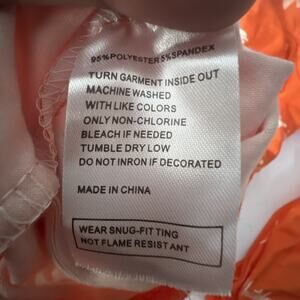 95%POLYESTER 5%SPANDEX
TURN GARMENT INSIDE OUT
MACHINE WASHED
WITH LIKE COLORS
ONLY NON-CHLORINE
BLEACH IF NEEDED
TUMBLE DRY LOW
DO NOT INRON IF DECORATED
MADE IN CHINA
WEAR SNUG-FIT TING
NOT FLAME RESIST ANT